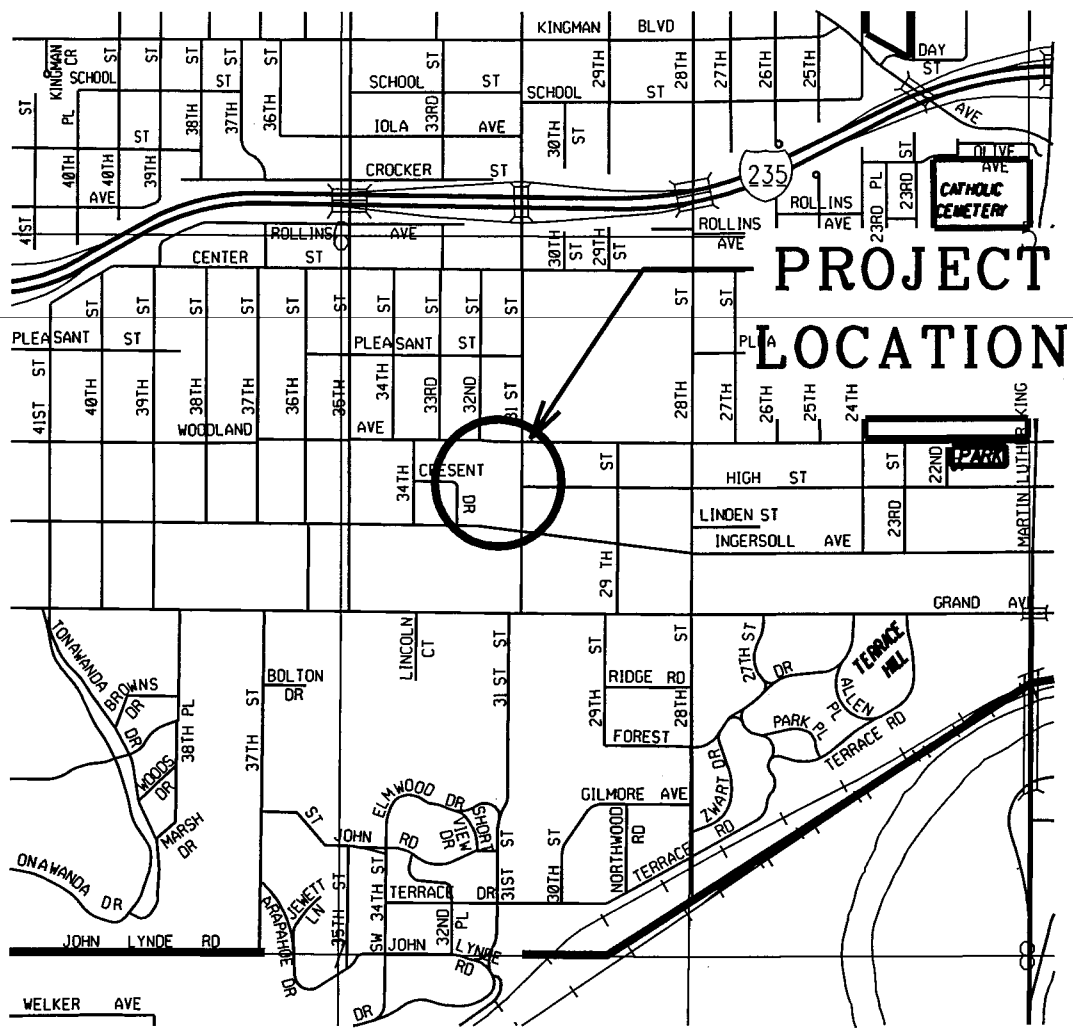 KINGMAN BLVD
KINGMAN CR
ST
ST
ST
ST
ST
ST
29TH
28TH
27TH
26TH
25TH
DAY
ST
SCHOOL ST
SCHOOL ST
SCHOOL ST
AVE
ST
PL
38TH
37TH
36TH
33RD
IOLA AVE
30TH
ST
ST
CROCKER ST
40TH
40TH
39TH
AVE
41ST
235
OLIVE
AVE
CATHOLIC
CEMETERY
ST
23RD PL
23RD
ROLLINS
AVE
ROLLINS
AVE
ROLLINS AVE
CENTER ST
30TH
ST
29TH
ST
PROJECT
LOCATION
ST
ST
ST
ST
ST
ST
ST
ST
ST
ST
ST
ST
PLEASANT ST
PLEASANT ST
PLEA
41ST ST
40TH
39TH
38TH
37TH
36TH
35TH
34TH
33RD
32ND
31 ST
28TH
27TH
26TH
25TH
24TH
MARTIN LUTHER KING
WOODLAND AVE
PARK
34TH
CRESENT
DR
ST
HIGH ST
ST
22ND
23RD
LINDEN ST
INGERSOLL AVE
29 TH
GRAND AVE
TONAWANDA
DR
BROWNS
DR
38TH PL
WOODS
DR
MARSH
DR
ST
37TH
BOLTON
DR
LINCOLN
CT
31 ST ST
ST
29TH
RIDGE RD
ST
28TH
FOREST
27TH ST
DR
TERRACE
HILL
ALLEN
PL
PARK
PL
TERRACE RD
ZWART DR
ELMWOOD DR
SHORT
VIEW
DR
ST
JOHN RD
GILMORE AVE
NORTHWOOD
RD
TERRACE RD
ONAWANDA
DR
31ST ST
30TH ST
ARAPAHOE DR
JEWETT
LN
35TH ST
SW 34TH ST
TERRACE DR
32ND
PL
JOHN LYNDE RD
JOHN LYNDE
RD
WELKER AVE
DR